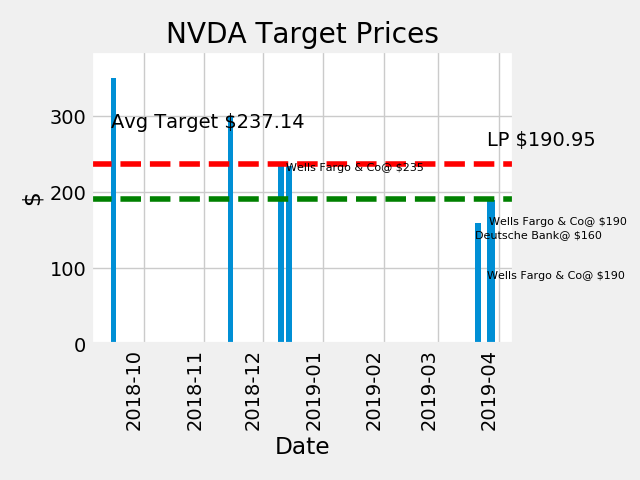 NVDA Target Prices
$
300
200
100
0
Avg Target $237.14
LP $190.95
Wells Fargo & Co@ $235
Wells Fargo & Co@ $190
Deutsche Bank@ $160
Wells Fargo & Co@ $190
2018-10
2018-11
2018-12
2019-01
2019-02
2019-03
2019-04
Date